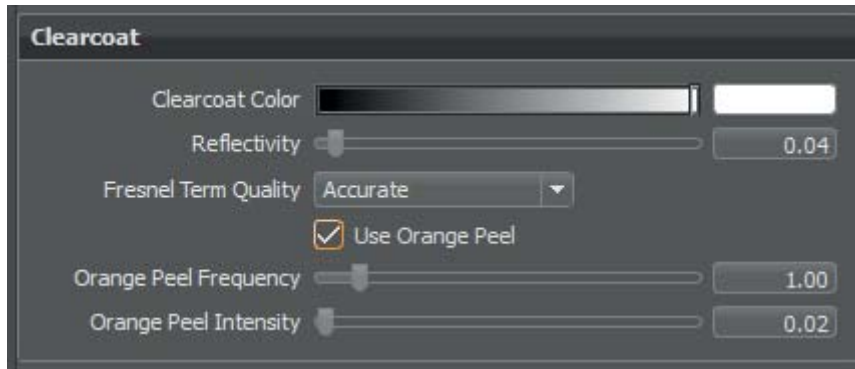 Clearcoat
Clearcoat Color
Reflectivity 0.04
Fresnel Term Quality Accurate
Use Orange Peel
Orange Peel Frequency 1.00
Orange Peel Intensity 0.02